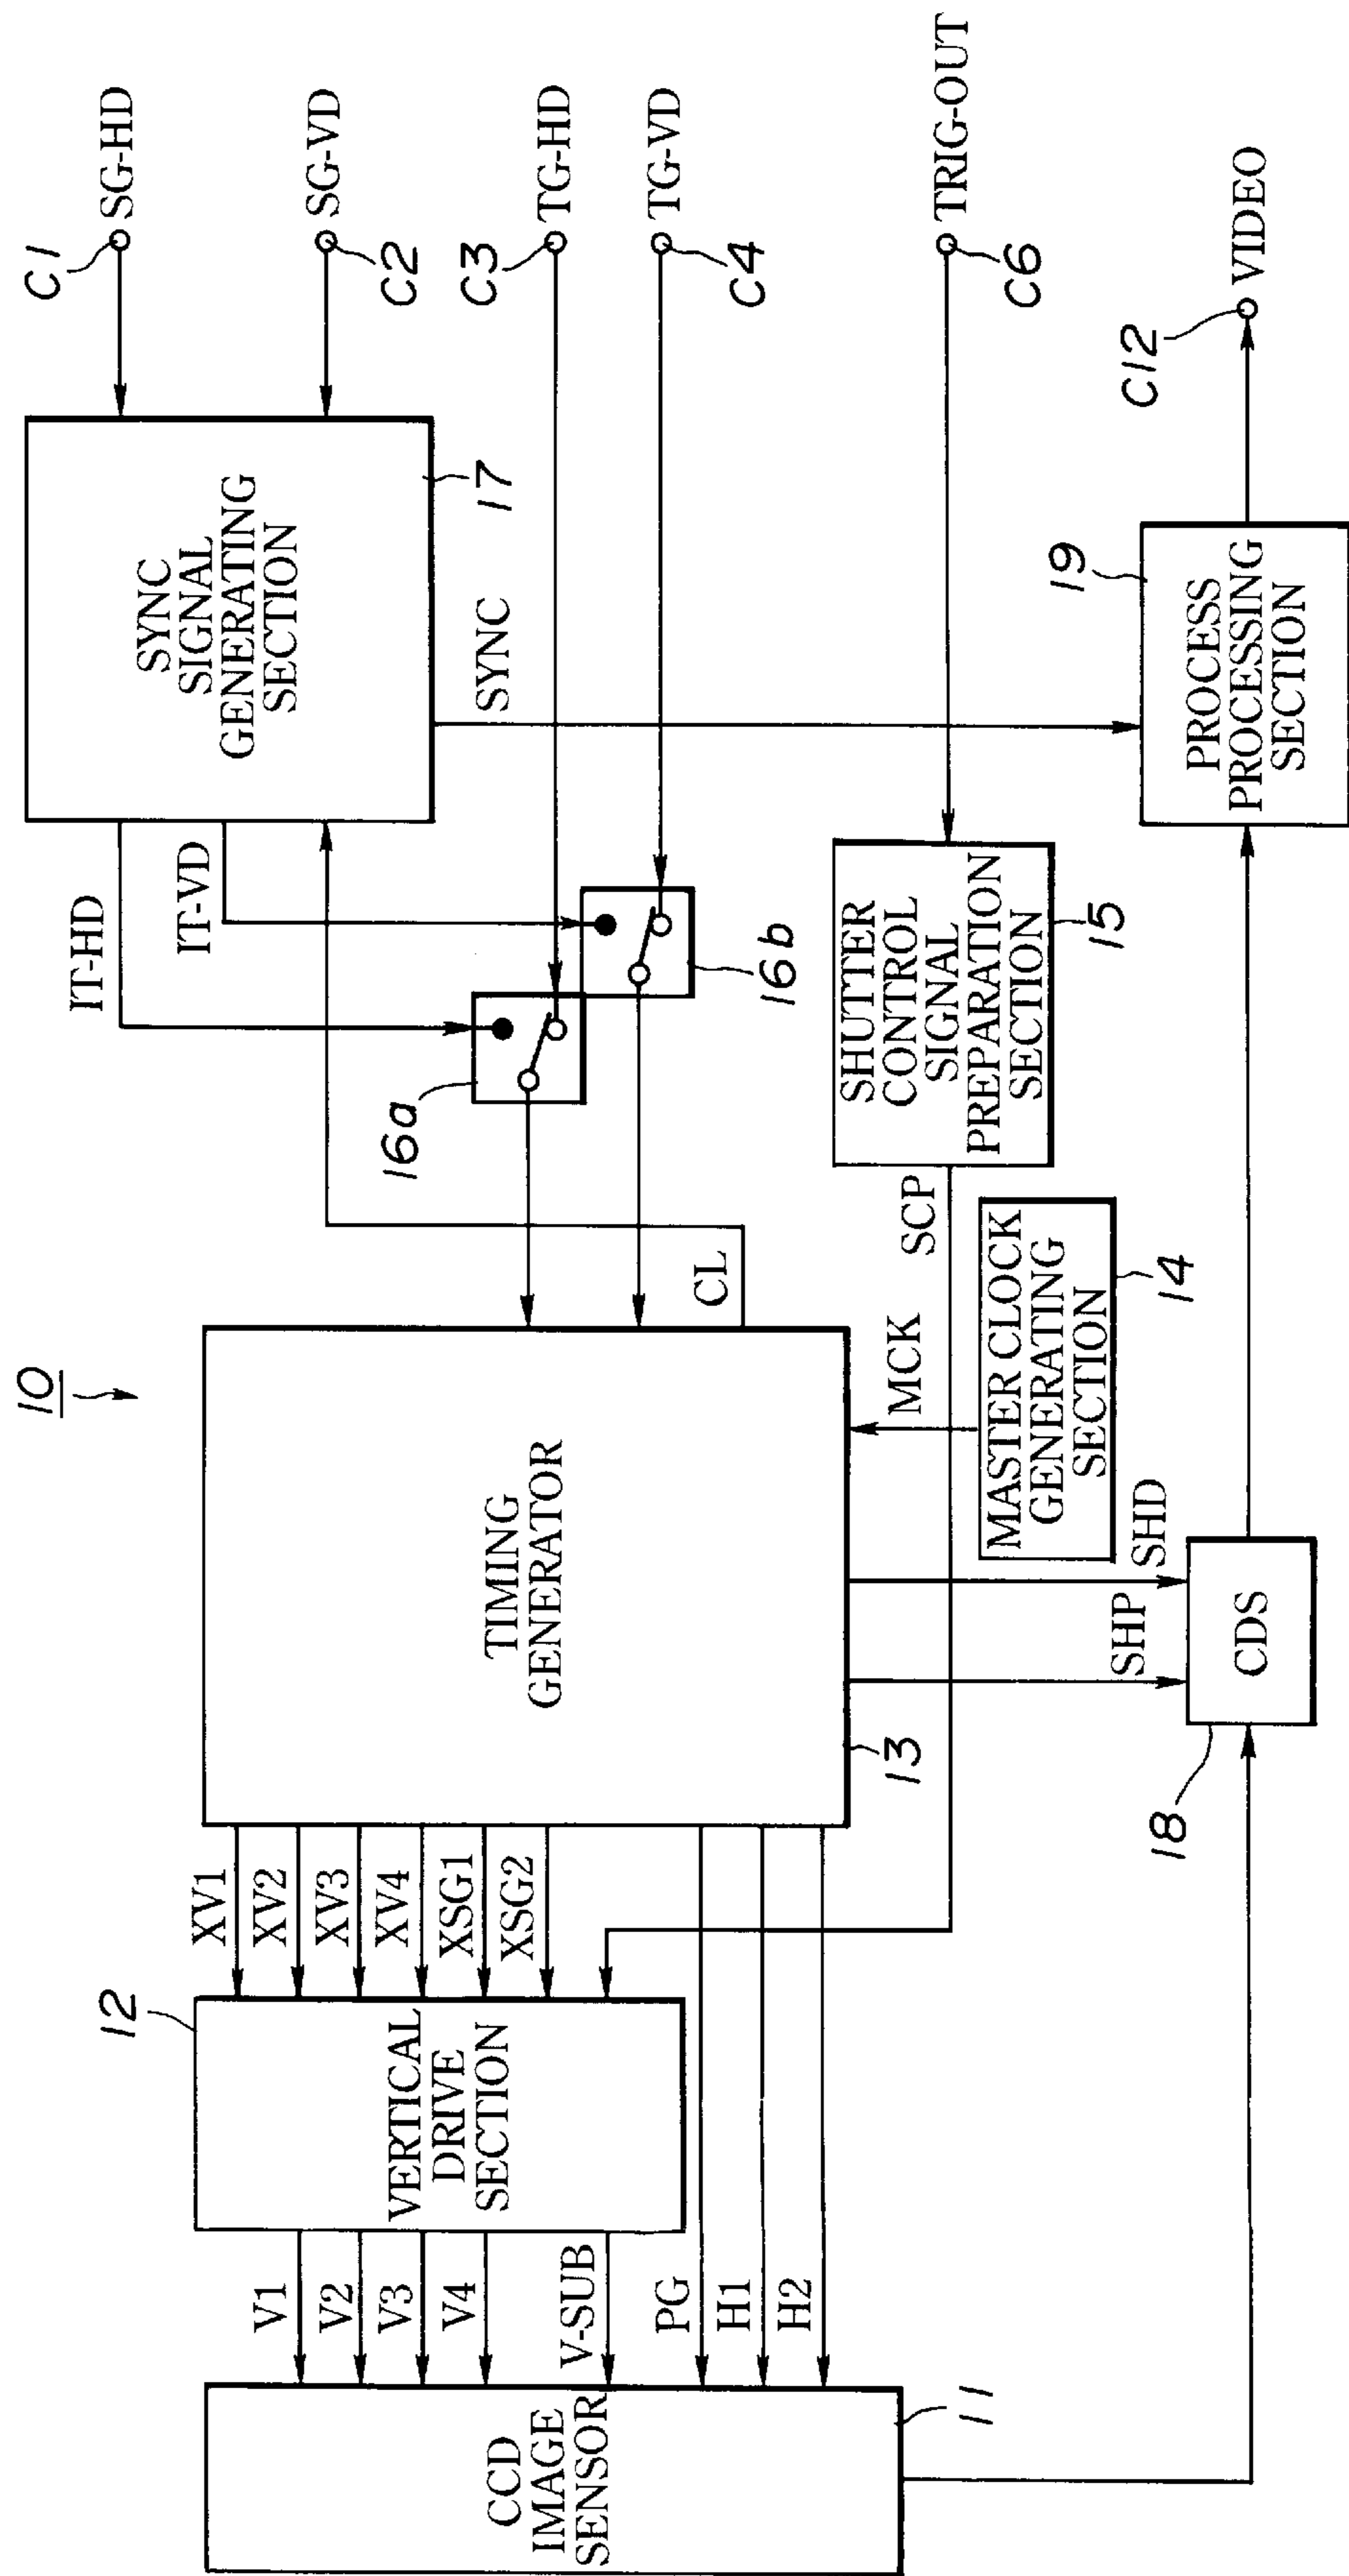 10
CCD
IMAGE
SENSOR
11
V1
V2
V3
V4
V-SUB
PG
H1
H2
12
VERTICAL
DRIVE
SECTION
XV1
XV2
XV3
XV4
XSG1
XSG2
TIMING
GENERATOR
13
CL
MCK
SCP
MASTER CLOCK
GENERATING
SECTION
14
SHP
SHD
CDS
18
16a
16b
IT-HD
IT-VD
SHUTTER
CONTROL
SIGNAL
PREPARATION
SECTION
15
SYNC
SIGNAL
GENERATING
SECTION
17
SYNC
19
PROCESS
PROCESSING
SECTION
C1
SG-HD
C2
SG-VD
C3
TG-HD
C4
TG-VD
C6
TRIG-OUT
C12
VIDEO